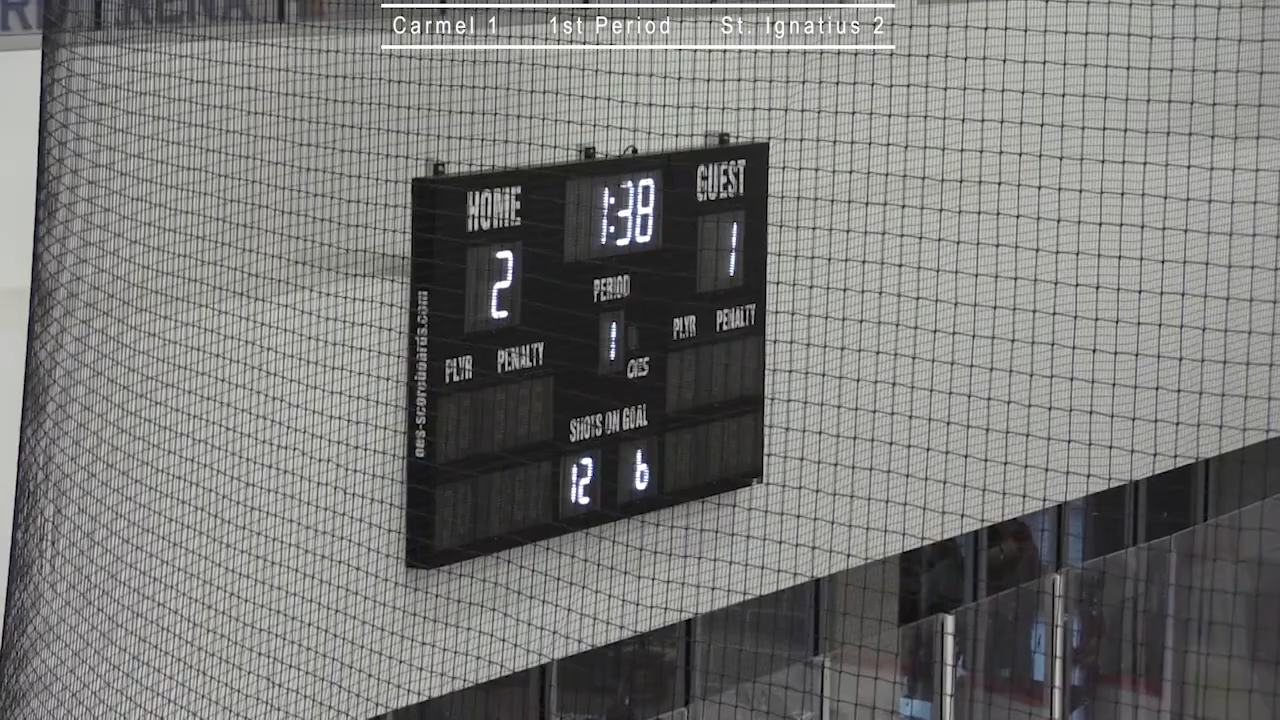 Carmel 1 1st Period St. Ignatius 2
HOME 1:38 GUEST
2 1
PERIOD
1
PLYR PENALTY PLYR PENALTY
OES
SHOTS ON GOAL
12 6
oes-scoreboards.com